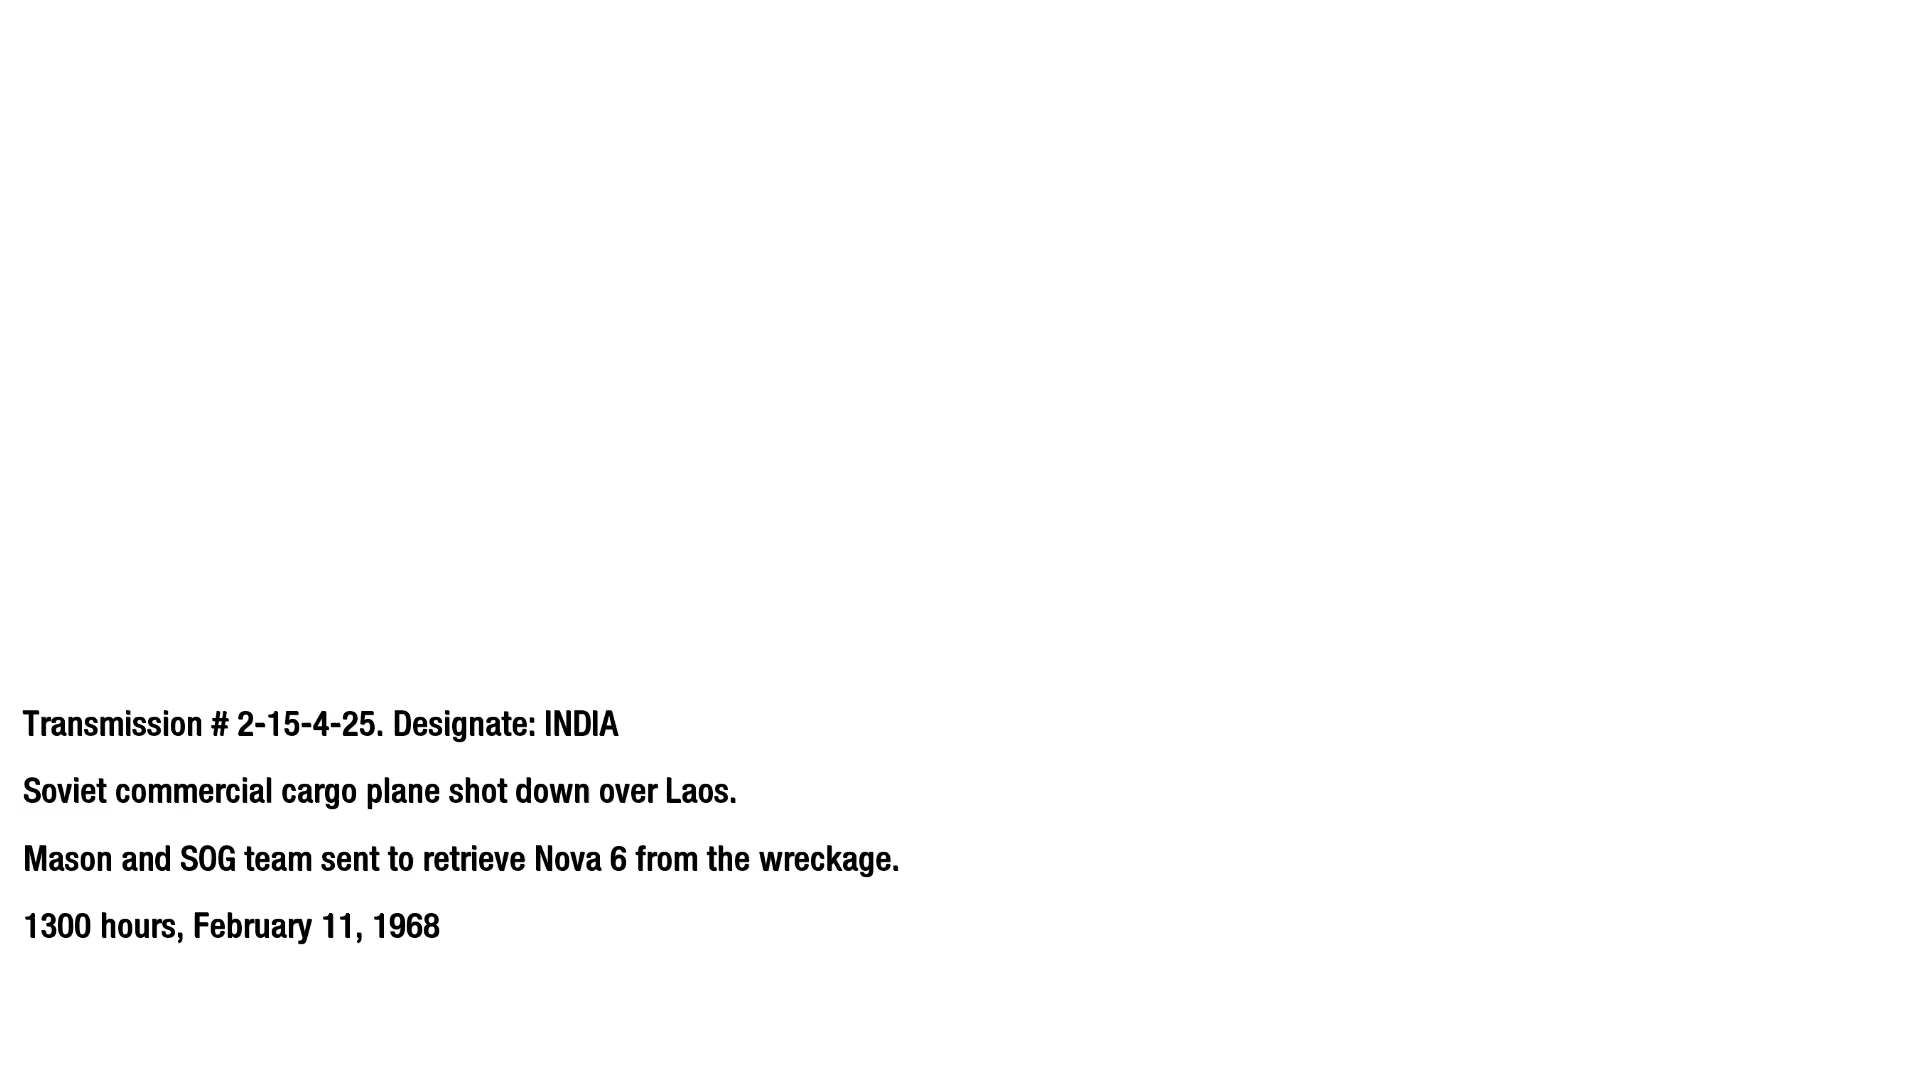 Transmission # 2-15-4-25. Designate: INDIA
Soviet commercial cargo plane shot down over Laos.
Mason and SOG team sent to retrieve Nova 6 from the wreckage.
1300 hours, February 11, 1968